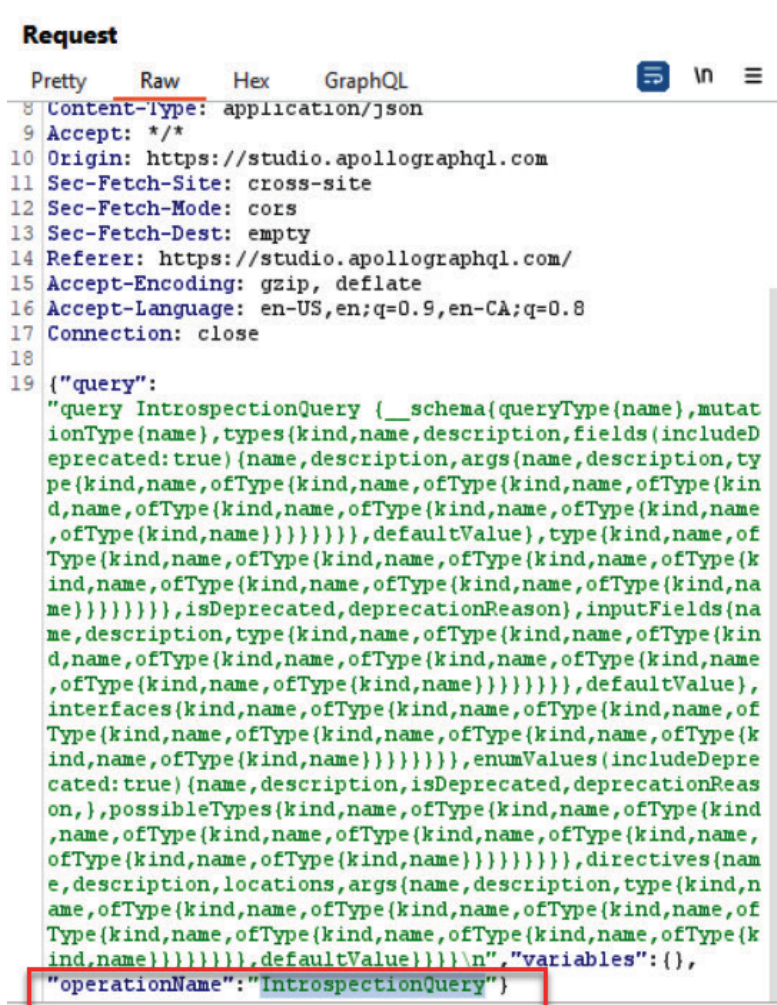 Request
Pretty Raw Hex GraphQL \n
8 Content-Type: application/json
9 Accept: */*
10 Origin: https://studio.apollographql.com
11 Sec-Fetch-Site: cross-site
12 Sec-Fetch-Mode: cors
13 Sec-Fetch-Dest: empty
14 Referer: https://studio.apollographql.com/
15 Accept-Encoding: gzip, deflate
16 Accept-Language: en-US,en;q=0.9,en-CA;q=0.8
17 Connection: close
18
19 {"query":
"query IntrospectionQuery {__schema{queryType{name},mutat
ionType{name},types{kind,name,description,fields(includeD
eprecated:true){name,description,args{name,description,ty
pe{kind,name,ofType{kind,name,ofType{kind,name,ofType{kin
d,name,ofType{kind,name,ofType{kind,name,ofType{kind,name
,ofType{kind,name}}}}}}}},defaultValue},type{kind,name,of
Type{kind,name,ofType{kind,name,ofType{kind,name,ofType{k
ind,name,ofType{kind,name,ofType{kind,name,ofType{kind,na
me}}}}}}}},isDeprecated,deprecationReason},inputFields{na
me,description,type{kind,name,ofType{kind,name,ofType{kin
d,name,ofType{kind,name,ofType{kind,name,ofType{kind,name
,ofType{kind,name,ofType{kind,name}}}}}}}},defaultValue},
interfaces{kind,name,ofType{kind,name,ofType{kind,name,of
Type{kind,name,ofType{kind,name,ofType{kind,name,ofType{k
ind,name,ofType{kind,name}}}}}}}},enumValues(includeDepre
cated:true){name,description,isDeprecated,deprecationReas
on,},possibleTypes{kind,name,ofType{kind,name,ofType{kind
,name,ofType{kind,name,ofType{kind,name,ofType{kind,name,
ofType{kind,name,ofType{kind,name}}}}}}}}},directives{nam
e,description,locations,args{name,description,type{kind,n
ame,ofType{kind,name,ofType{kind,name,ofType{kind,name,of
Type{kind,name,ofType{kind,name,ofType{kind,name,ofType{k
ind,name}}}}}}}},defaultValue}}}}\n","variables":{},
"operationName":"IntrospectionQuery"}